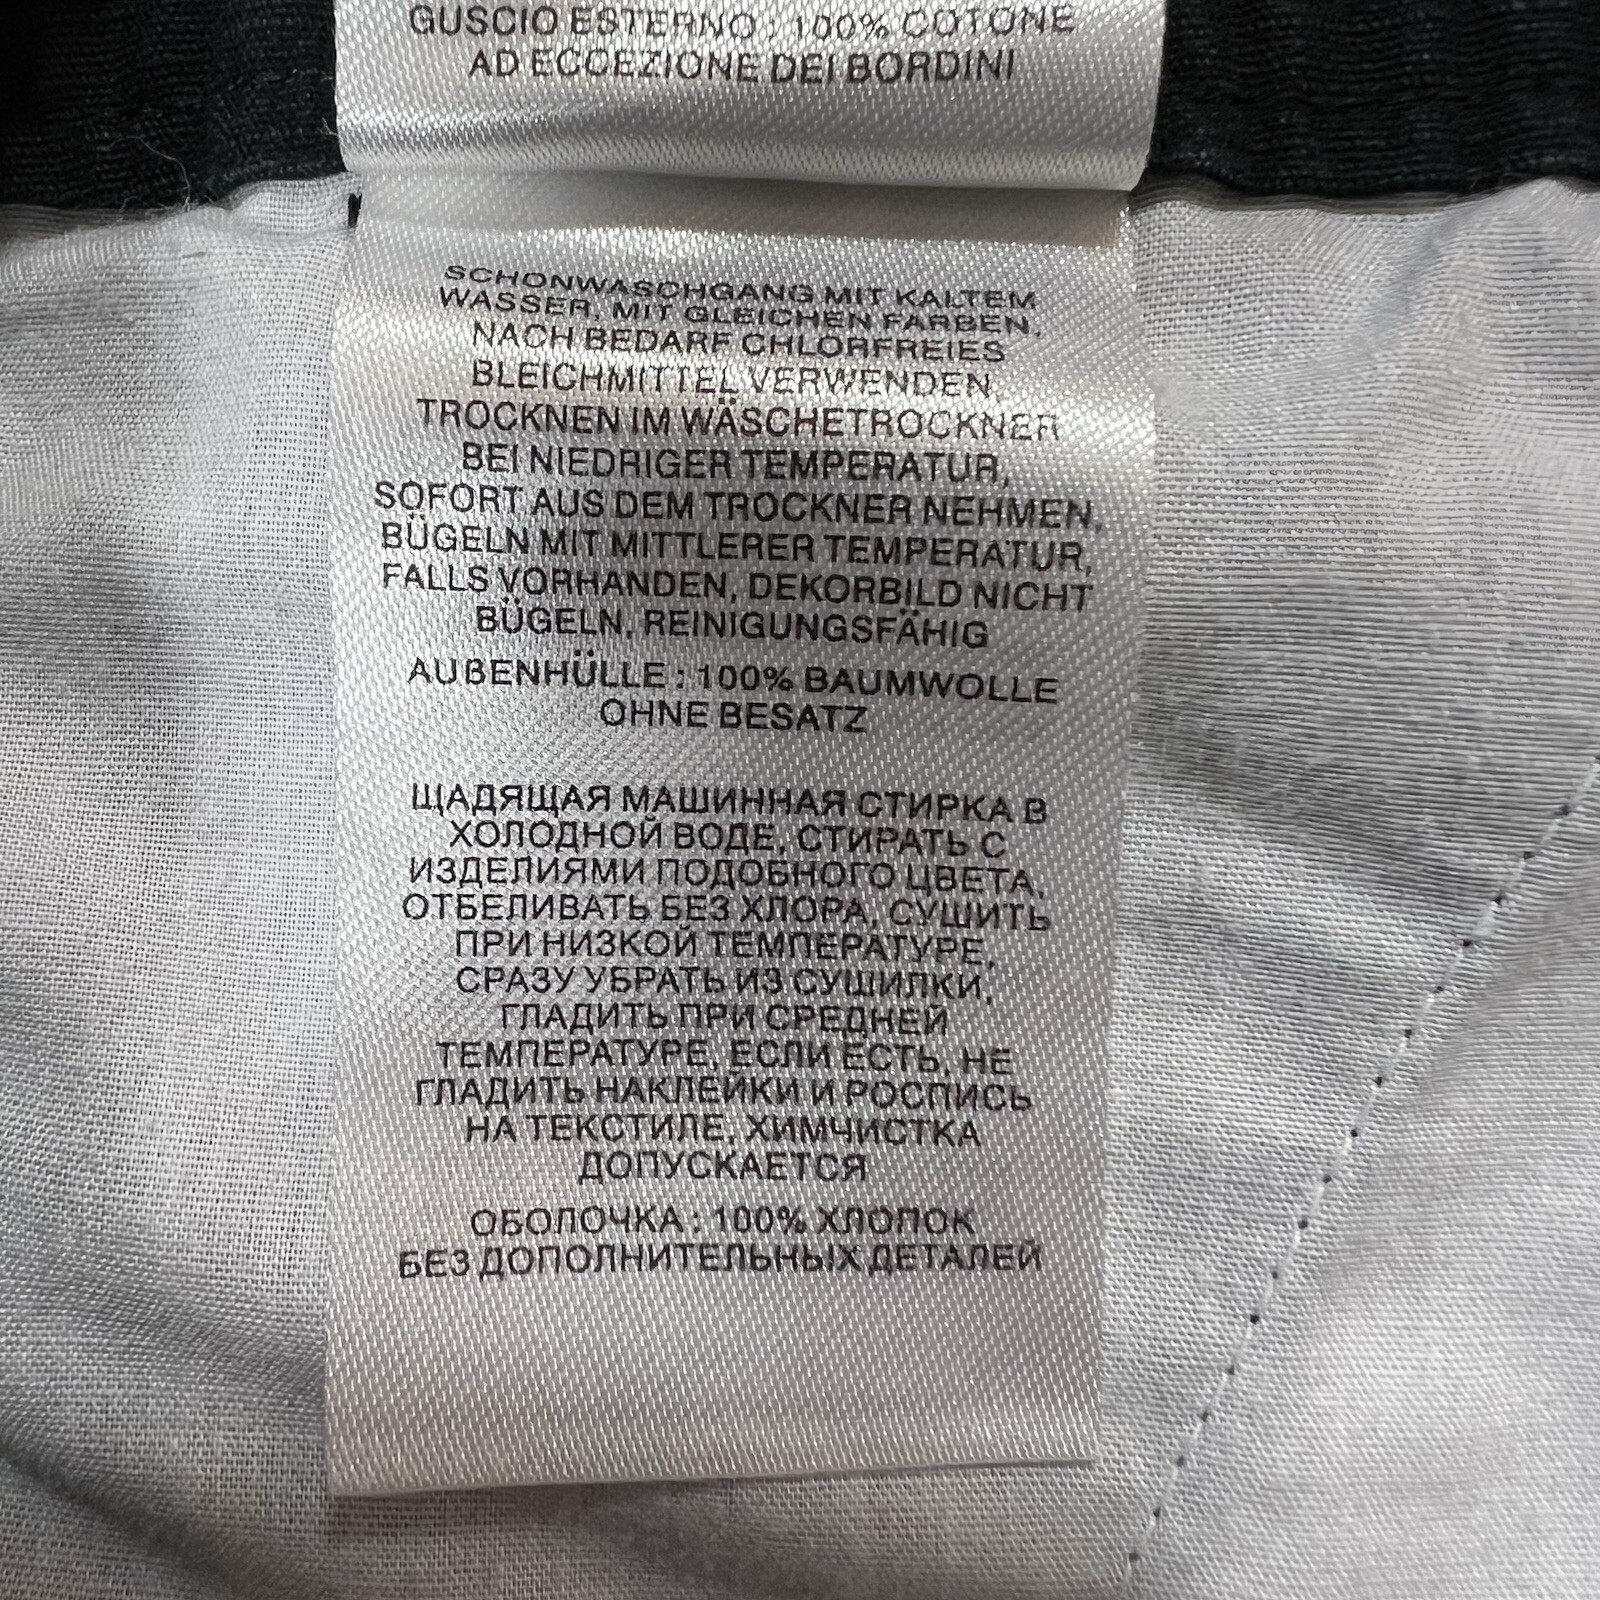 GUSCIO ESTERNO : 100% COTONE
AD ECCEZIONE DEI BORDINI
SCHONWASCHGANG MIT KALTEM
WASSER, MIT GLEICHEN FARBEN,
NACH BEDARF CHLORFREIES
BLEICHMITTEL VERWENDEN,
TROCKNEN IM WÄSCHETROCKNER
BEI NIEDRIGER TEMPERATUR,
SOFORT AUS DEM TROCKNER NEHMEN,
BÜGELN MIT MITTLERER TEMPERATUR,
FALLS VORHANDEN, DEKORBILD NICHT
BÜGELN, REINIGUNGSFÄHIG
AUßENHÜLLE : 100% BAUMWOLLE
OHNE BESATZ
ЩАДЯЩАЯ МАШИННАЯ СТИРКА В
ХОЛОДНОЙ ВОДЕ, СТИРАТЬ С
ИЗДЕЛИЯМИ ПОДОБНОГО ЦВЕТА,
ОТБЕЛИВАТЬ БЕЗ ХЛОРА, СУШИТЬ
ПРИ НИЗКОЙ ТЕМПЕРАТУРЕ,
СРАЗУ УБРАТЬ ИЗ СУШИЛКИ,
ГЛАДИТЬ ПРИ СРЕДНЕЙ
ТЕМПЕРАТУРЕ, ЕСЛИ ЕСТЬ, НЕ
ГЛАДИТЬ НАКЛЕЙКИ И РОСПИСЬ
НА ТЕКСТИЛЕ, ХИМЧИСТКА
ДОПУСКАЕТСЯ
ОБОЛОЧКА : 100% ХЛОПОК
БЕЗ ДОПОЛНИТЕЛЬНЫХ ДЕТАЛЕЙ